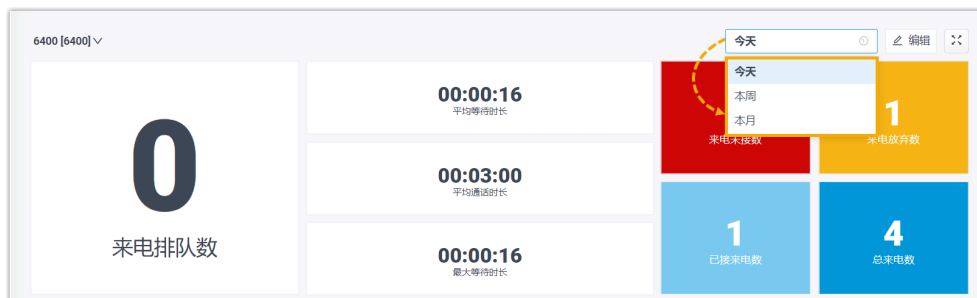 6400 [6400]
今天
编辑
今天
本周
本月
0
来电排队数
00:00:16
平均等待时长
00:03:00
平均通话时长
00:00:16
最大等待时长
来电未接数
1
来电放弃数
1
已接来电数
4
总来电数